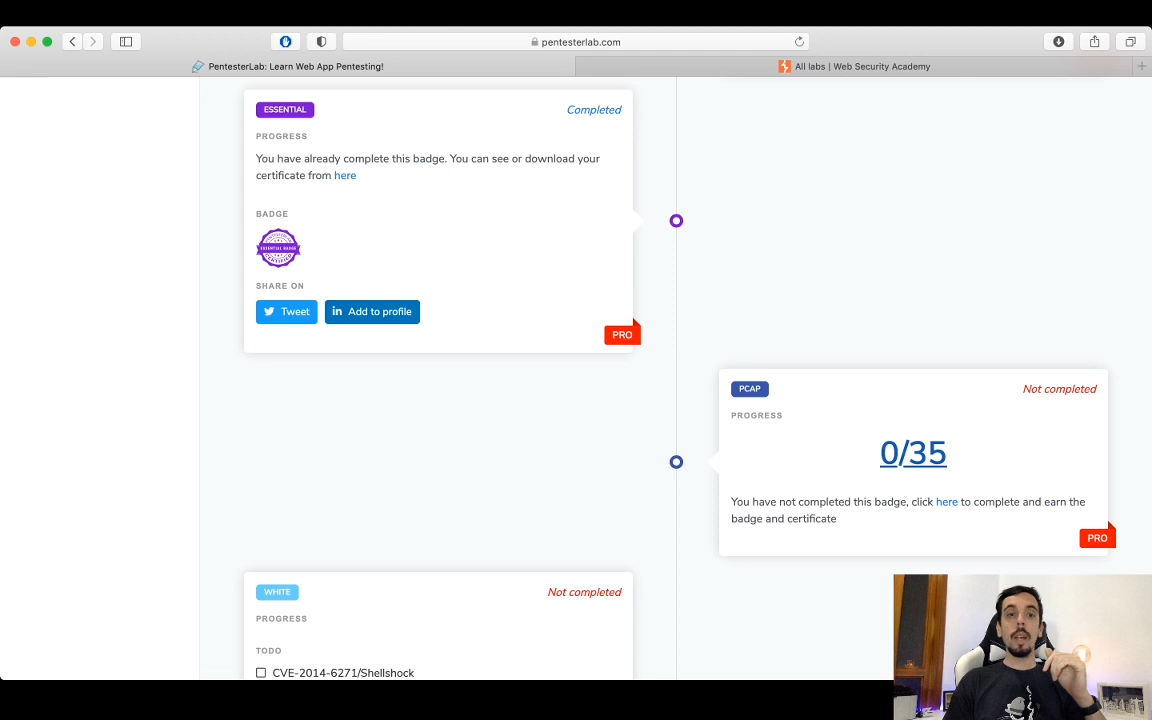 pentesterlab.com
PentesterLab: Learn Web App Pentesting!
All labs | Web Security Academy
ESSENTIAL
Completed
PROGRESS
You have already complete this badge. You can see or download your
certificate from here
BADGE
ESSENTIAL BADGE
SHARE ON
Tweet
in Add to profile
PRO
PCAP
Not completed
PROGRESS
0/35
You have not completed this badge, click here to complete and earn the
badge and certificate
PRO
WHITE
Not completed
PROGRESS
TODO
CVE-2014-6271/Shellshock